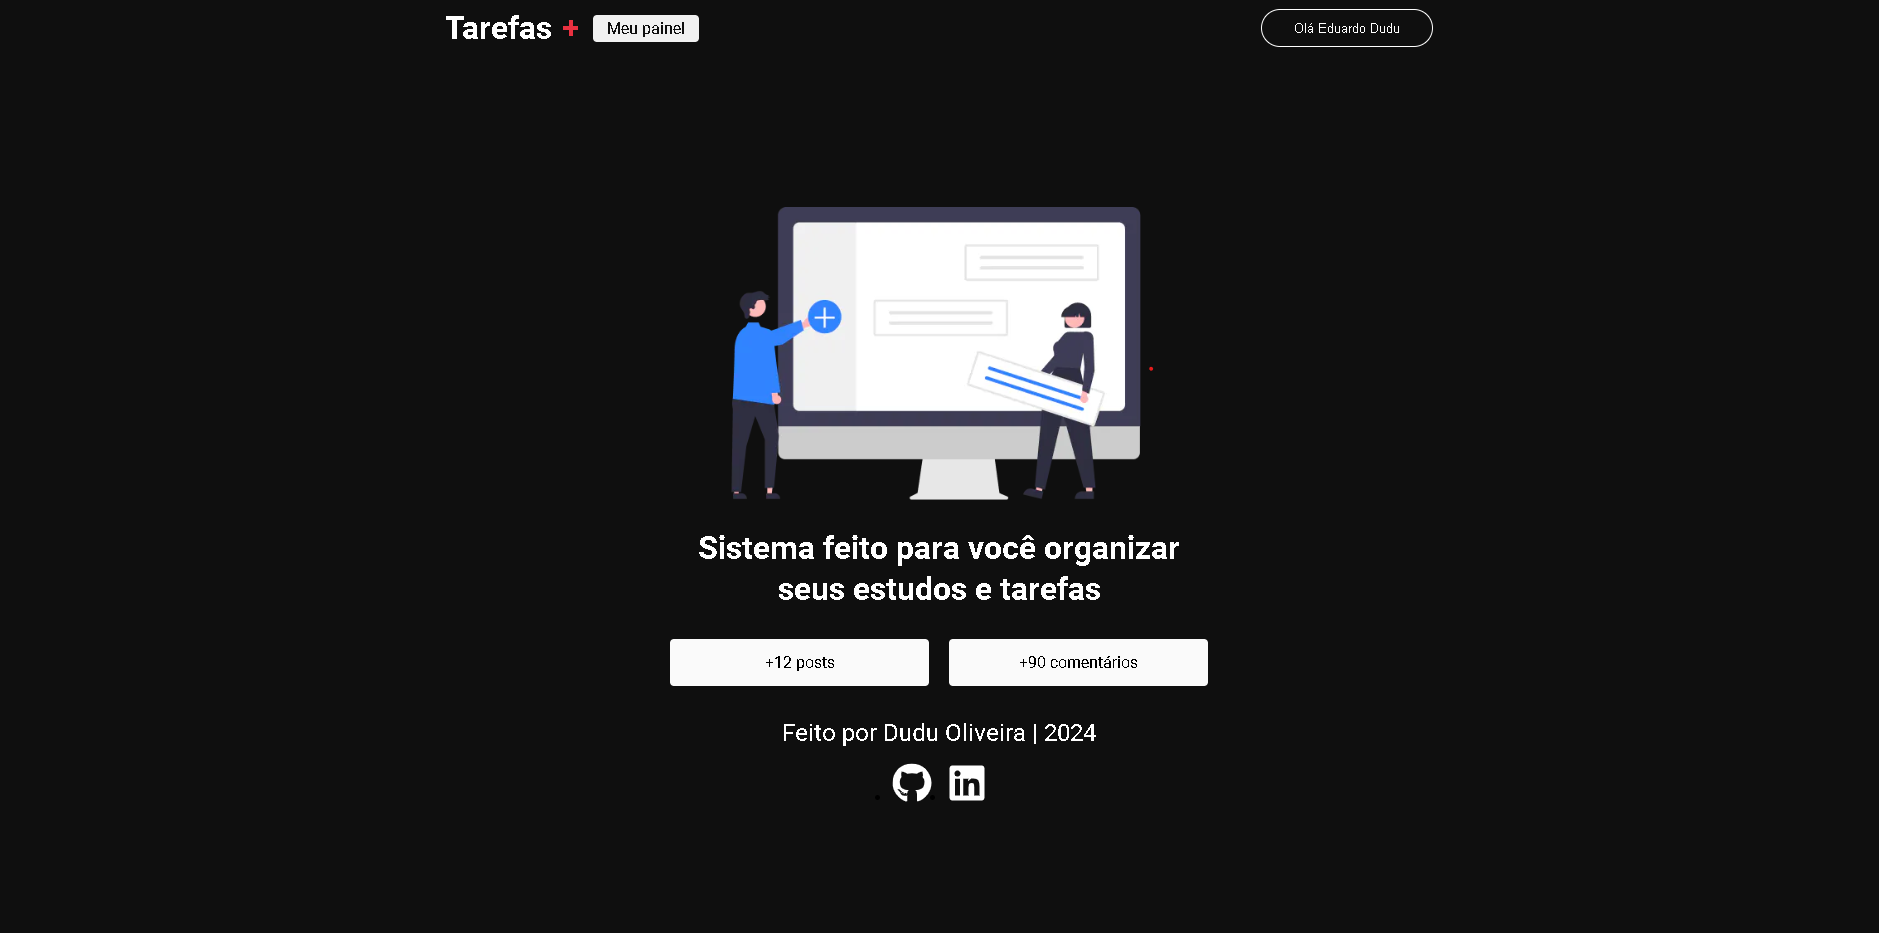 Tarefas +
Meu painel
Olá Eduardo Dudu
Sistema feito para você organizar
seus estudos e tarefas
+12 posts
+90 comentários
Feito por Dudu Oliveira | 2024
in